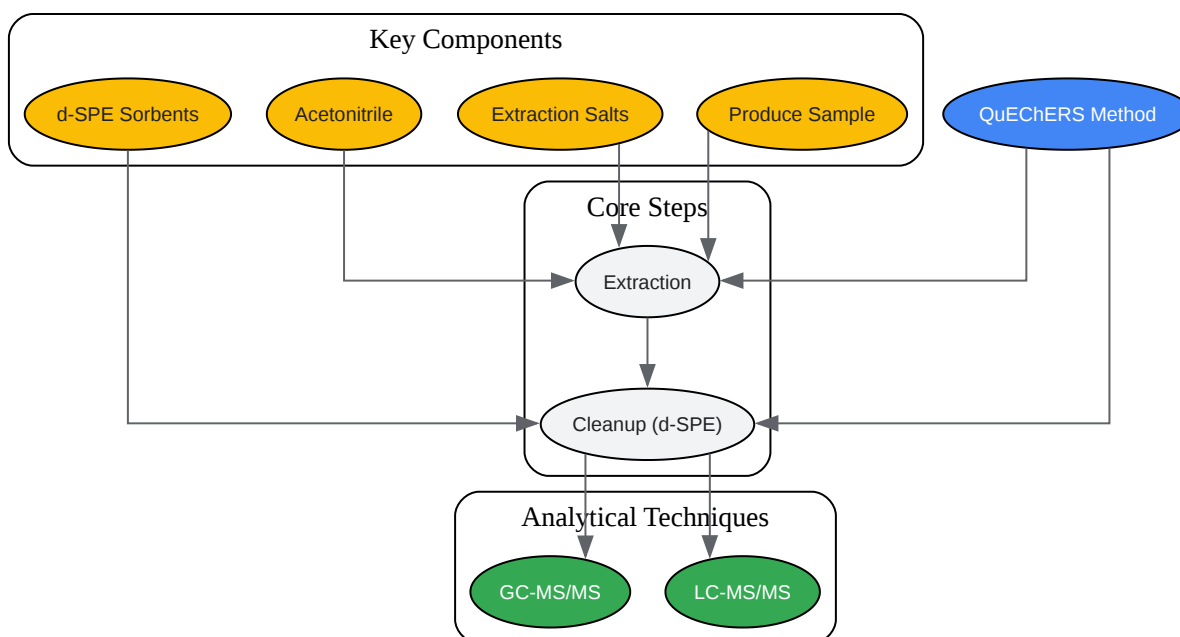 Key Components
d-SPE Sorbents
Acetonitrile
Extraction Salts
Produce Sample
QuEChERS Method
Core Steps
Extraction
Cleanup (d-SPE)
Analytical Techniques
GC-MS/MS
LC-MS/MS